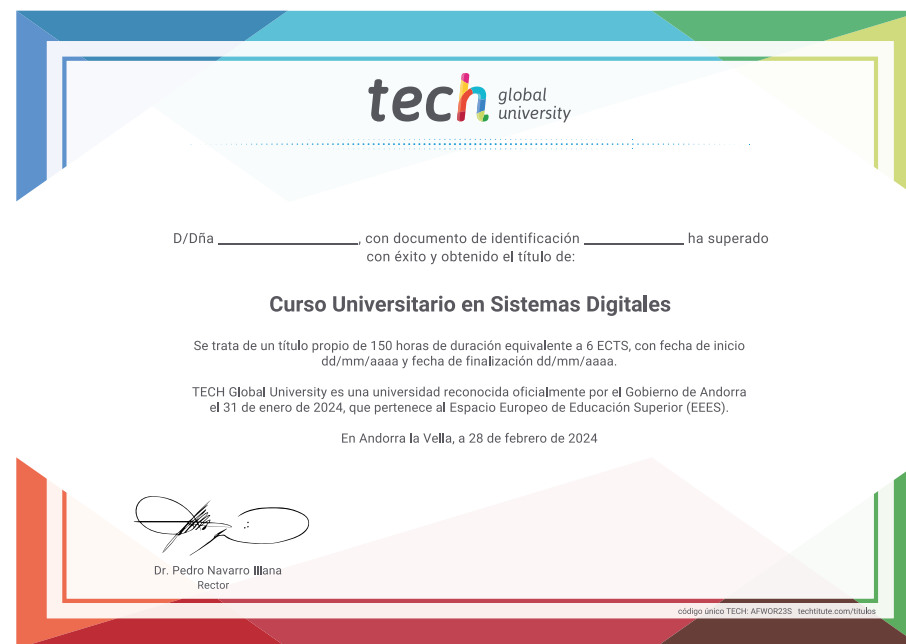 tech global university
D/Dña ____________________, con documento de identificación ______________ ha superado
con éxito y obtenido el título de:
Curso Universitario en Sistemas Digitales
Se trata de un título propio de 150 horas de duración equivalente a 6 ECTS, con fecha de inicio
dd/mm/aaaa y fecha de finalización dd/mm/aaaa.
TECH Global University es una universidad reconocida oficialmente por el Gobierno de Andorra
el 31 de enero de 2024, que pertenece al Espacio Europeo de Educación Superior (EEES).
En Andorra la Vella, a 28 de febrero de 2024
Dr. Pedro Navarro Illana
Rector
código único TECH: AFWOR23S techtitute.com/titulos